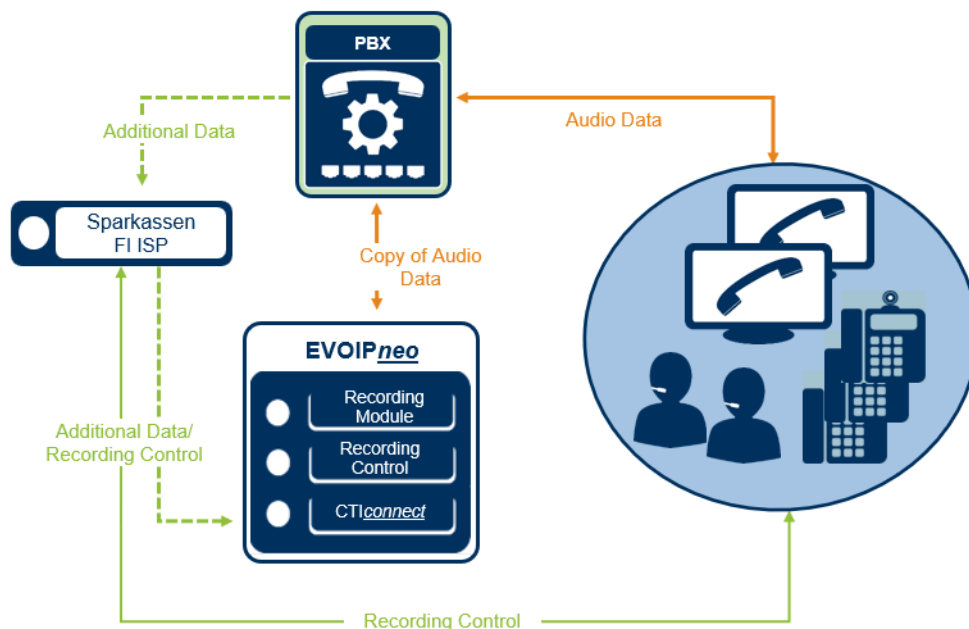 PBX
Additional Data
Audio Data
Sparkassen
FI ISP
Copy of Audio
Data
EVOIPneo
Recording
Module
Recording
Control
CTIconnect
Additional Data/
Recording Control
Recording Control